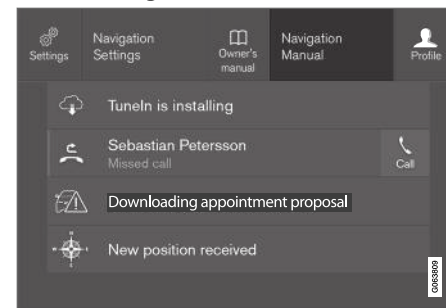 Settings
Navigation
Settings
Owner's
manual
Navigation
Manual
Profile
TuneIn is installing
Sebastian Petersson
Missed call
Call
Downloading appointment proposal
New position received
G063809